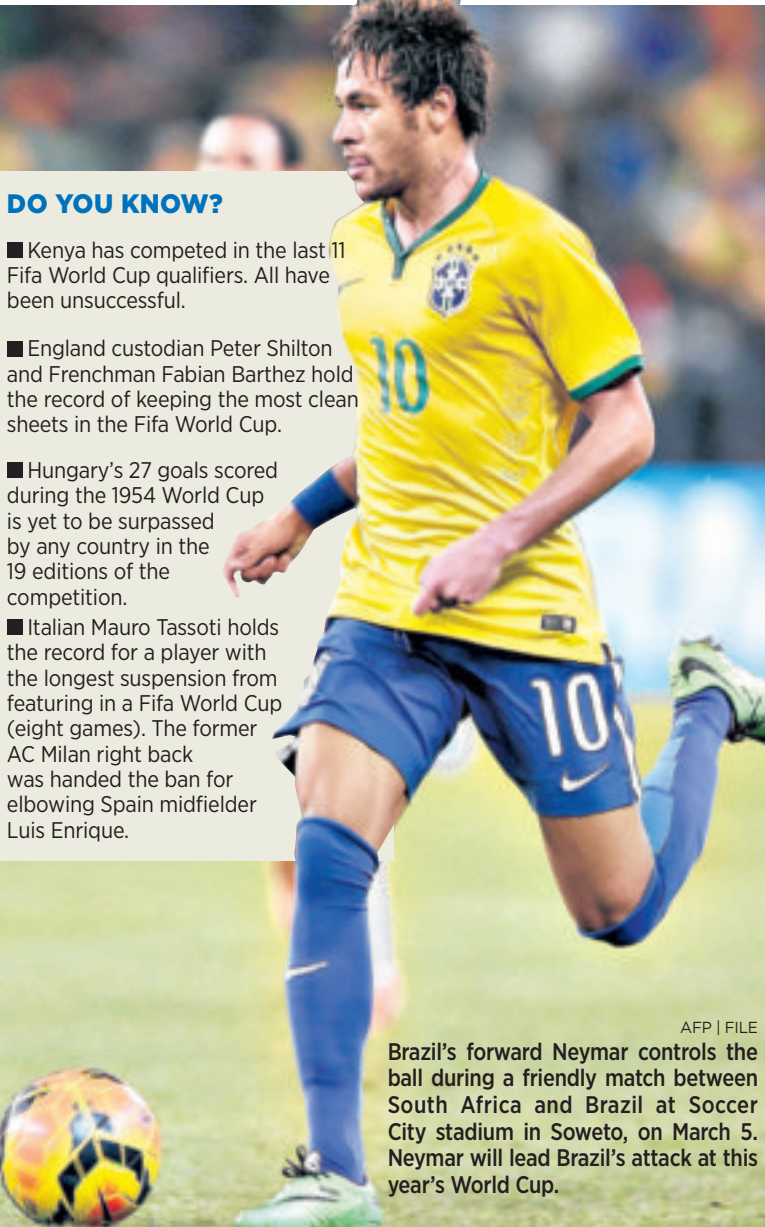 DO YOU KNOW?
■ Kenya has competed in the last 11
Fifa World Cup qualifiers. All have
been unsuccessful.
■ England custodian Peter Shilton
and Frenchman Fabian Barthez hold
the record of keeping the most clean
sheets in the Fifa World Cup.
■ Hungary's 27 goals scored
during the 1954 World Cup
is yet to be surpassed
by any country in the
19 editions of the
competition.
■ Italian Mauro Tassoti holds
the record for a player with
the longest suspension from
featuring in a Fifa World Cup
(eight games). The former
AC Milan right back
was handed the ban for
elbowing Spain midfielder
Luis Enrique.
10
10
AFP | FILE
Brazil's forward Neymar controls the
ball during a friendly match between
South Africa and Brazil at Soccer
City stadium in Soweto, on March 5.
Neymar will lead Brazil's attack at this
year's World Cup.